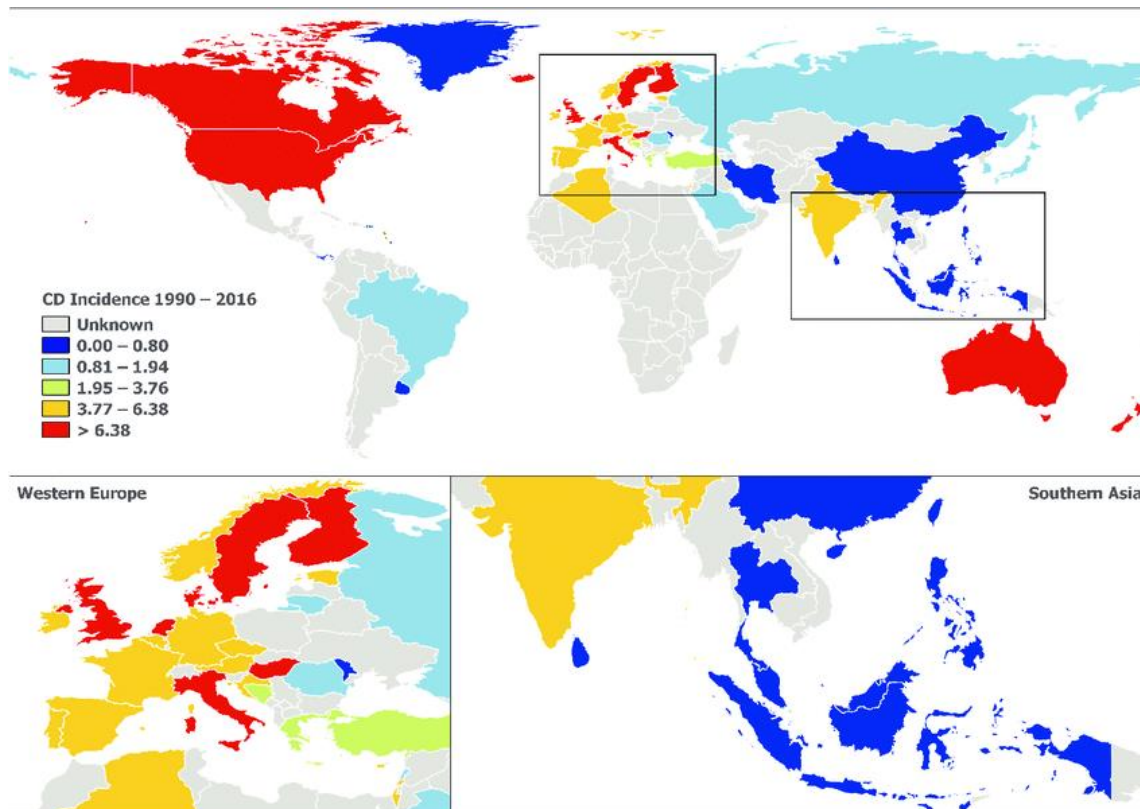 CD Incidence 1990 – 2016
Unknown
0.00 – 0.80
0.81 – 1.94
1.95 – 3.76
3.77 – 6.38
> 6.38
Western Europe
Southern Asia